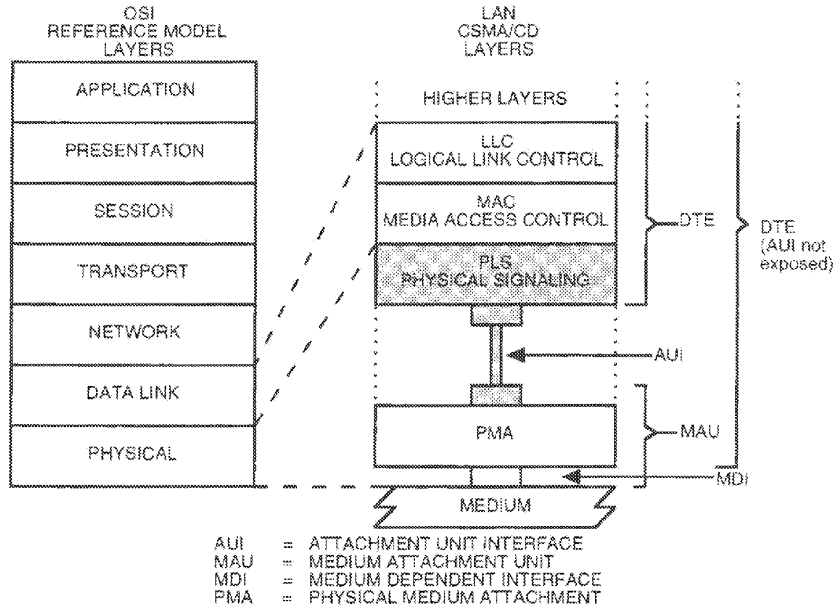 OSI
REFERENCE MODEL
LAYERS
APPLICATION
PRESENTATION
SESSION
TRANSPORT
NETWORK
DATA LINK
PHYSICAL
LAN
CSMA/CD
LAYERS
HIGHER LAYERS
LLC
LOGICAL LINK CONTROL
MAC
MEDIA ACCESS CONTROL
PLS
PHYSICAL SIGNALING
PMA
MEDIUM
DTE
DTE
(AUI not
exposed)
AUI
MAU
MDI
AUI = ATTACHMENT UNIT INTERFACE
MAU = MEDIUM ATTACHMENT UNIT
MDI = MEDIUM DEPENDENT INTERFACE
PMA = PHYSICAL MEDIUM ATTACHMENT